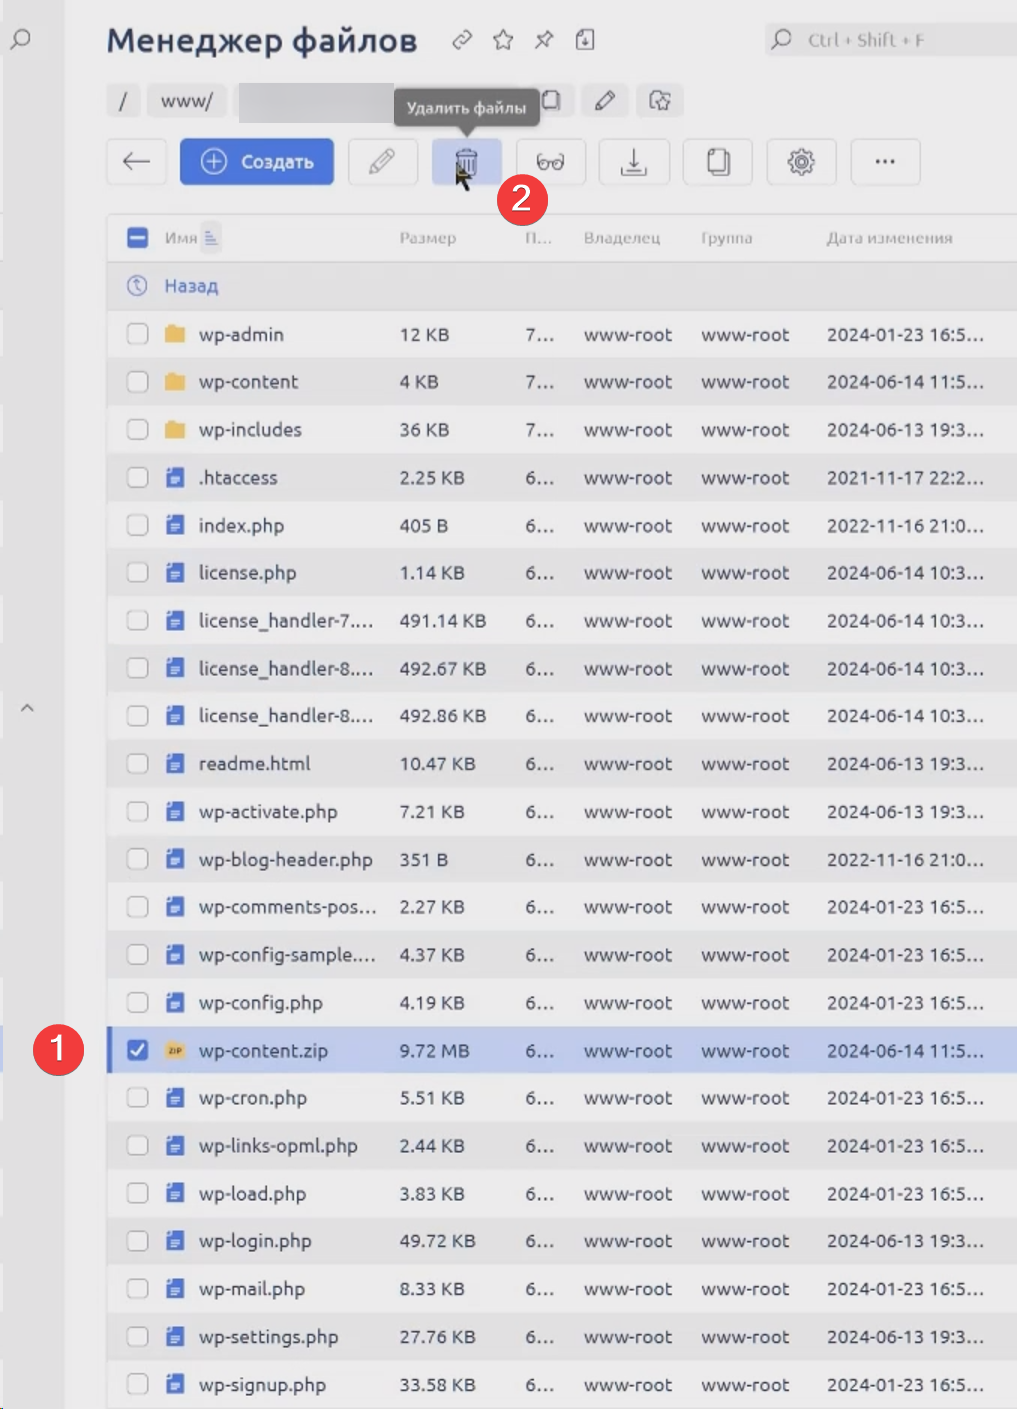 Менеджер файлов Ctrl + Shift + F
/ www/
Удалить файлы
Создать ...
2
Имя Размер П... Владелец Группа Дата изменения
Назад
wp-admin 12 KB 7... www-root www-root 2024-01-23 16:5...
wp-content 4 KB 7... www-root www-root 2024-06-14 11:5...
wp-includes 36 KB 7... www-root www-root 2024-06-13 19:3...
.htaccess 2.25 KB 6... www-root www-root 2021-11-17 22:2...
index.php 405 B 6... www-root www-root 2022-11-16 21:0...
license.php 1.14 KB 6... www-root www-root 2024-06-14 10:3...
license_handler-7.... 491.14 KB 6... www-root www-root 2024-06-14 10:3...
license_handler-8.... 492.67 KB 6... www-root www-root 2024-06-14 10:3...
license_handler-8.... 492.86 KB 6... www-root www-root 2024-06-14 10:3...
readme.html 10.47 KB 6... www-root www-root 2024-06-13 19:3...
wp-activate.php 7.21 KB 6... www-root www-root 2024-06-13 19:3...
wp-blog-header.php 351 B 6... www-root www-root 2022-11-16 21:0...
wp-comments-pos... 2.27 KB 6... www-root www-root 2024-01-23 16:5...
wp-config-sample.... 4.37 KB 6... www-root www-root 2024-01-23 16:5...
wp-config.php 4.19 KB 6... www-root www-root 2024-01-23 16:5...
1 ZIP wp-content.zip 9.72 MB 6... www-root www-root 2024-06-14 11:5...
wp-cron.php 5.51 KB 6... www-root www-root 2024-01-23 16:5...
wp-links-opml.php 2.44 KB 6... www-root www-root 2024-01-23 16:5...
wp-load.php 3.83 KB 6... www-root www-root 2024-01-23 16:5...
wp-login.php 49.72 KB 6... www-root www-root 2024-06-13 19:3...
wp-mail.php 8.33 KB 6... www-root www-root 2024-01-23 16:5...
wp-settings.php 27.76 KB 6... www-root www-root 2024-06-13 19:3...
wp-signup.php 33.58 KB 6... www-root www-root 2024-01-23 16:5...